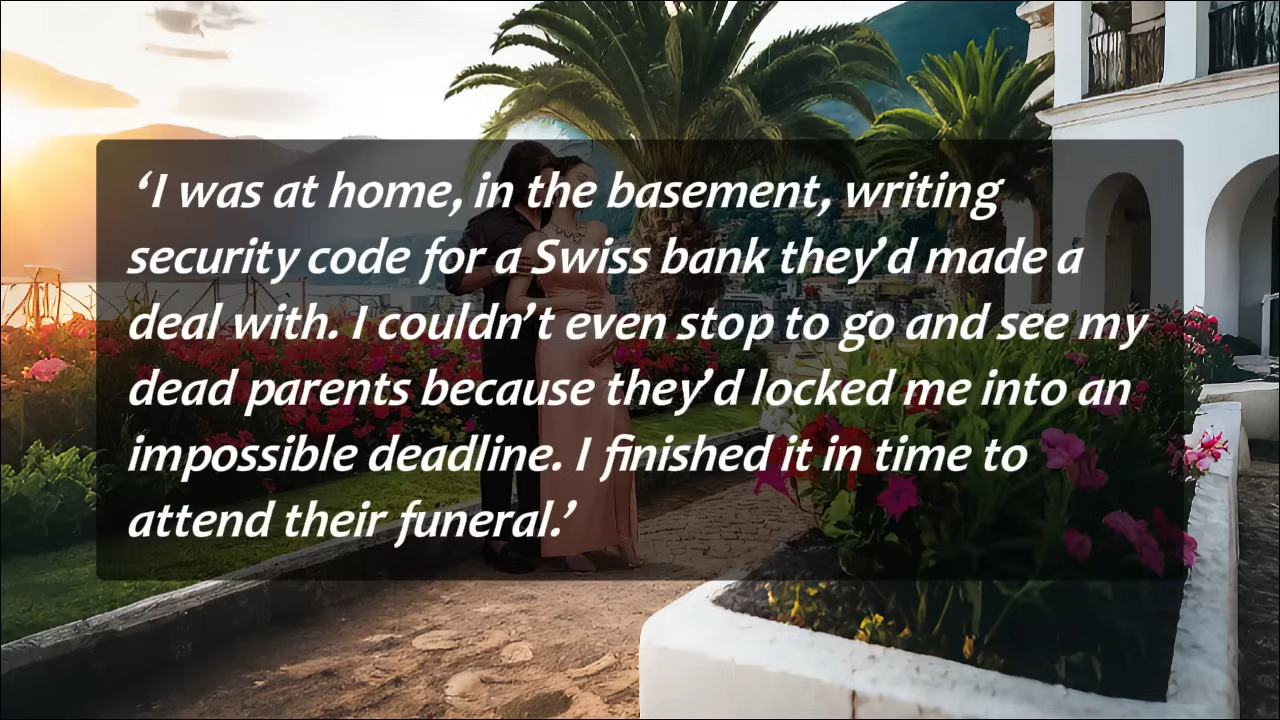 ‘I was at home, in the basement, writing
security code for a Swiss bank they’d made a
deal with. I couldn’t even stop to go and see my
dead parents because they’d locked me into an
impossible deadline. I finished it in time to
attend their funeral.’